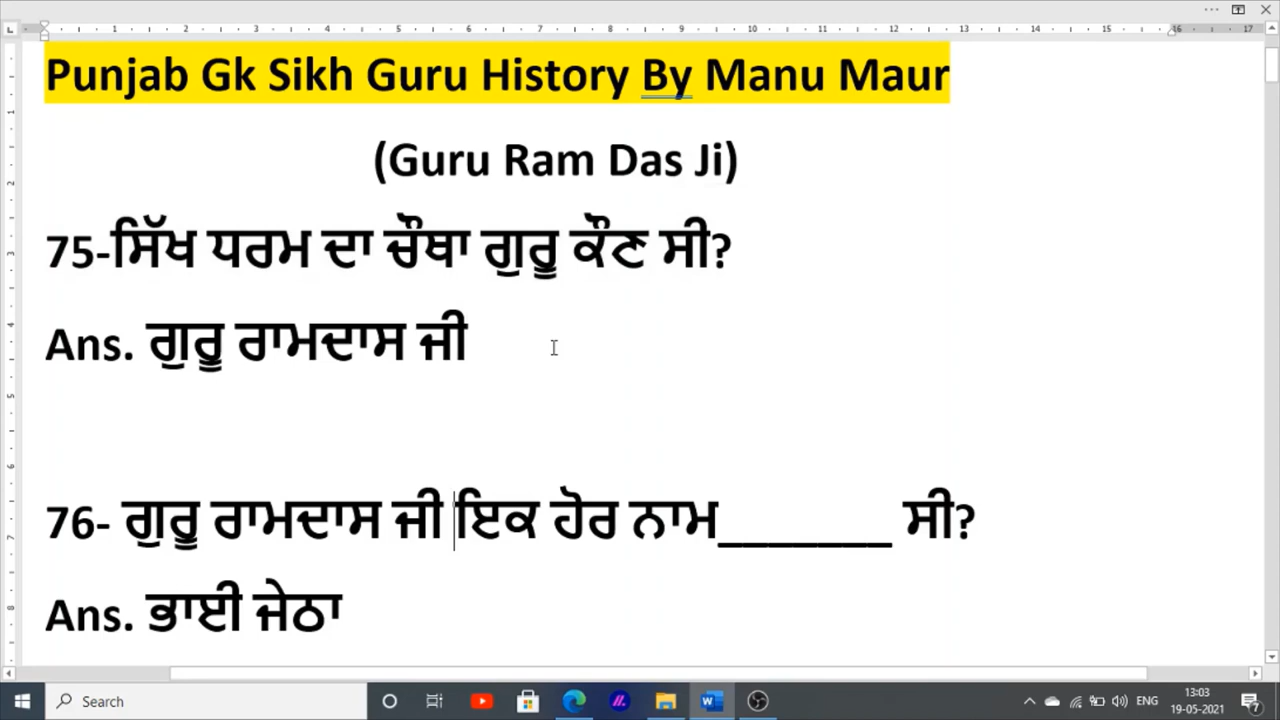 Punjab Gk Sikh Guru History By Manu Maur
(Guru Ram Das Ji)
75-ਸਿੱਖ ਧਰਮ ਦਾ ਚੌਥਾ ਗੁਰੂ ਕੌਣ ਸੀ?
Ans. ਗੁਰੂ ਰਾਮਦਾਸ ਜੀ
76- ਗੁਰੂ ਰਾਮਦਾਸ ਜੀ ਇਕ ਹੋਰ ਨਾਮ_______ ਸੀ?
Ans. ਭਾਈ ਜੇਠਾ
Search
ENG
13:03
19-05-2021